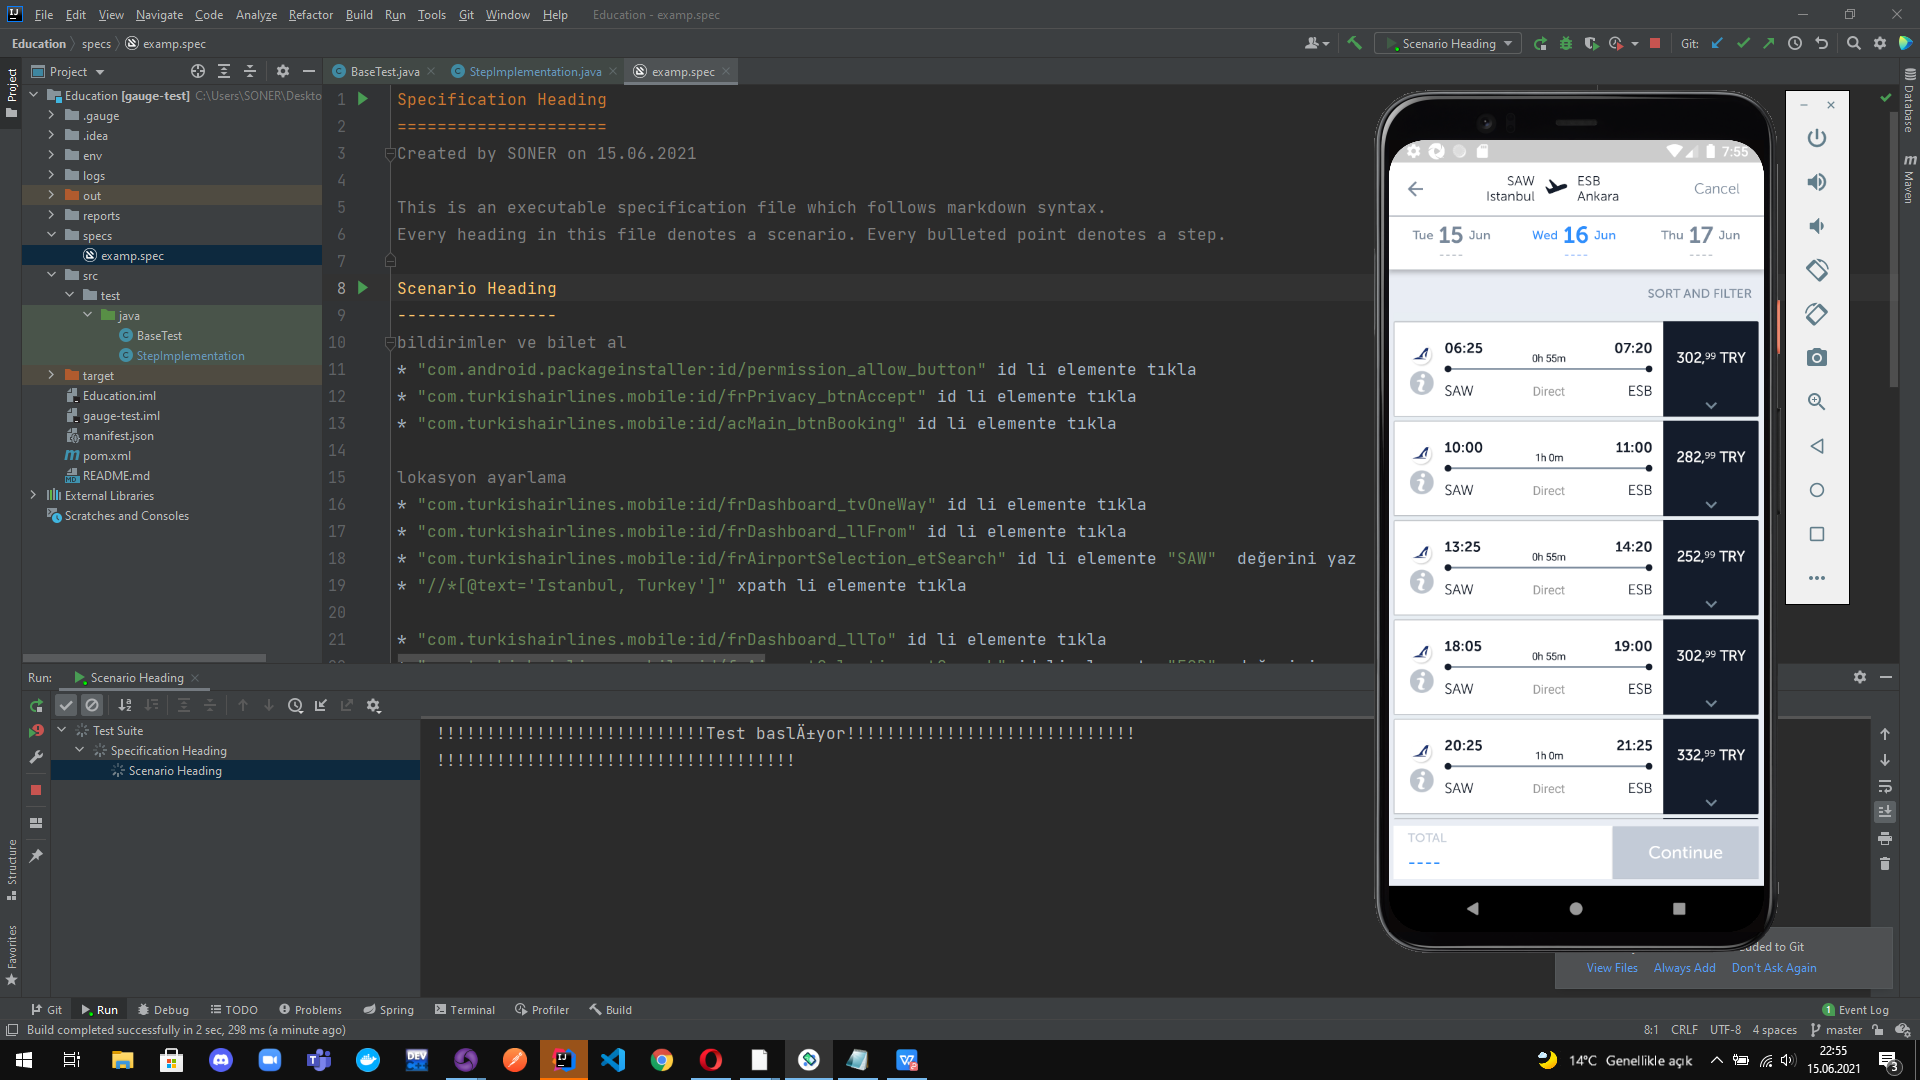 File Edit View Navigate Code Analyze Refactor Build Run Tools Git Window Help Education - examp.spec
Education specs examp.spec
Scenario Heading
Git:
Project
BaseTest.java
StepImplementation.java
examp.spec
Project
Education [gauge-test] C:\Users\SONER\Deskto
.gauge
.idea
env
logs
out
reports
specs
examp.spec
src
test
java
BaseTest
StepImplementation
target
Education.iml
gauge-test.iml
manifest.json
pom.xml
README.md
External Libraries
Scratches and Consoles
1 Specification Heading
2 =====================
3 Created by SONER on 15.06.2021
4
5 This is an executable specification file which follows markdown syntax.
6 Every heading in this file denotes a scenario. Every bulleted point denotes a step.
7
8 Scenario Heading
9 ----------------
10 bildirimler ve bilet al
11 * "com.android.packageinstaller:id/permission_allow_button" id li elemente tıkla
12 * "com.turkishairlines.mobile:id/frPrivacy_btnAccept" id li elemente tıkla
13 * "com.turkishairlines.mobile:id/acMain_btnBooking" id li elemente tıkla
14
15 lokasyon ayarlama
16 * "com.turkishairlines.mobile:id/frDashboard_tvOneWay" id li elemente tıkla
17 * "com.turkishairlines.mobile:id/frDashboard_llFrom" id li elemente tıkla
18 * "com.turkishairlines.mobile:id/frAirportSelection_etSearch" id li elemente "SAW"  değerini yaz
19 * "//*[@text='Istanbul, Turkey']" xpath li elemente tıkla
20
21 * "com.turkishairlines.mobile:id/frDashboard_llTo" id li elemente tıkla
7:55
SAW Istanbul
ESB Ankara
Cancel
Tue 15 Jun
Wed 16 Jun
Thu 17 Jun
---- ---- ----
SORT AND FILTER
06:25 0h 55m 07:20 302,99 TRY
SAW Direct ESB
10:00 1h 0m 11:00 282,99 TRY
SAW Direct ESB
13:25 0h 55m 14:20 252,99 TRY
SAW Direct ESB
18:05 0h 55m 19:00 302,99 TRY
SAW Direct ESB
20:25 1h 0m 21:25 332,99 TRY
SAW Direct ESB
TOTAL
----
Continue
Database
Maven
Run: Scenario Heading
Test Suite
Specification Heading
Scenario Heading
!!!!!!!!!!!!!!!!!!!!!!!!!!!Test baslÄ±yor!!!!!!!!!!!!!!!!!!!!!!!!!!!!!
!!!!!!!!!!!!!!!!!!!!!!!!!!!!!!!!!!!!
Structure
Favorites
to Git
View Files Always Add Don't Ask Again
Git Run Debug TODO Problems Spring Terminal Profiler Build
1 Event Log
Build completed successfully in 2 sec, 298 ms (a minute ago)
8:1 CRLF UTF-8 4 spaces master
14°C Genellikle açık
22:55
15.06.2021
3